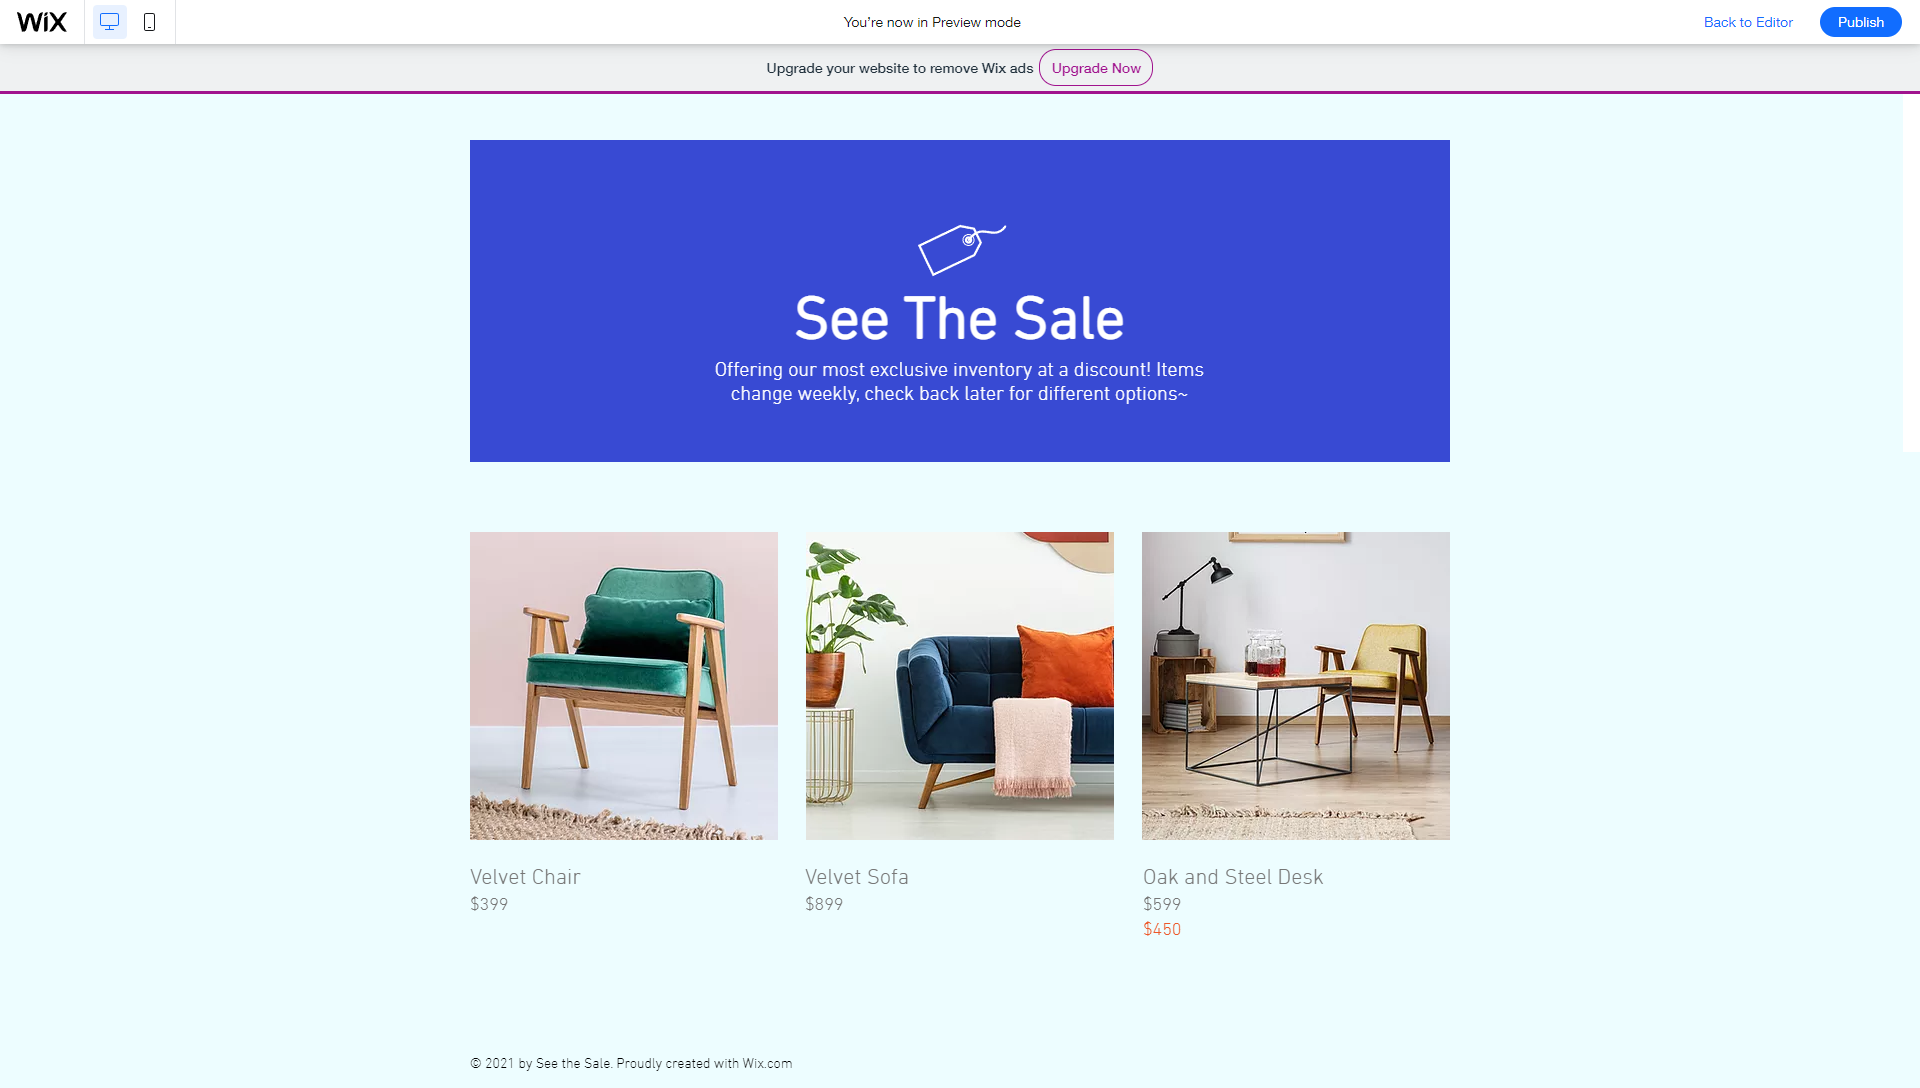 WiX
You're now in Preview mode
Back to Editor
Publish
Upgrade your website to remove Wix ads
Upgrade Now
See The Sale
Offering our most exclusive inventory at a discount! Items
change weekly, check back later for different options~
Velvet Chair
$399
Velvet Sofa
$899
Oak and Steel Desk
$599
$450
© 2021 by See the Sale. Proudly created with Wix.com